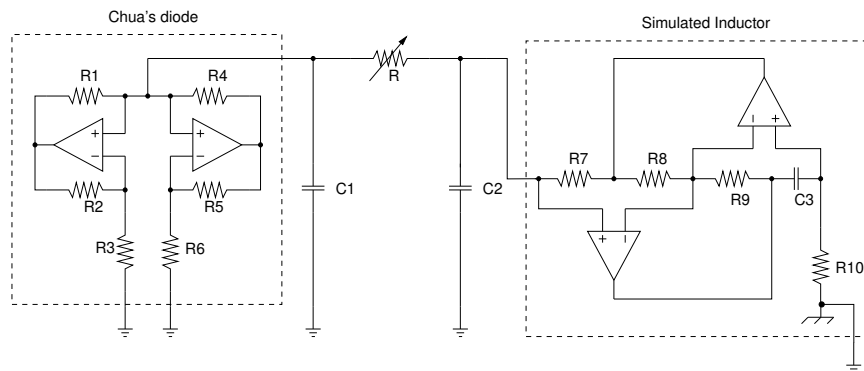 Chua's diode
Simulated Inductor
R1
R4
R
R2
R5
R3
R6
C1
C2
R7
R8
R9
C3
R10
+
−
+
−
+
−
−
+